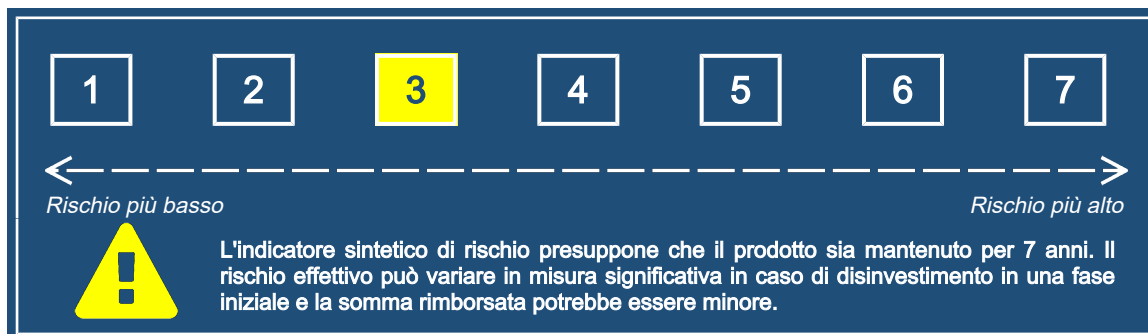 1 2 3 4 5 6 7
Rischio più basso Rischio più alto
L'indicatore sintetico di rischio presuppone che il prodotto sia mantenuto per 7 anni. Il
rischio effettivo può variare in misura significativa in caso di disinvestimento in una fase
iniziale e la somma rimborsata potrebbe essere minore.